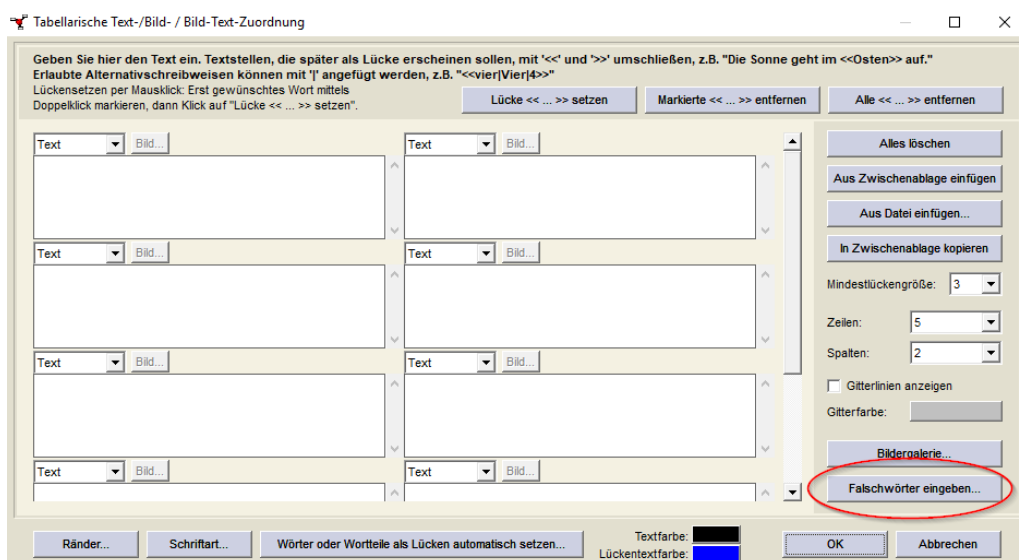 Tabellarische Text-/Bild- / Bild-Text-Zuordnung
Geben Sie hier den Text ein. Textstellen, die später als Lücke erscheinen sollen, mit '<<' und '>>' umschließen, z.B. "Die Sonne geht im <<Osten>> auf."
Erlaubte Alternativschreibweisen können mit '|' angefügt werden, z.B. "<<vier|Vier|4>>"
Lückensetzen per Mausklick: Erst gewünschtes Wort mittels
Doppelklick markieren, dann Klick auf "Lücke << ... >> setzen".
Lücke << ... >> setzen
Markierte << ... >> entfernen
Alle << ... >> entfernen
Text Bild... Text Bild...
Text Bild... Text Bild...
Text Bild... Text Bild...
Text Bild... Text Bild...
Alles löschen
Aus Zwischenablage einfügen
Aus Datei einfügen...
In Zwischenablage kopieren
Mindestlückengröße: 3
Zeilen: 5
Spalten: 2
Gitterlinien anzeigen
Gitterfarbe:
Bildergalerie...
Falschwörter eingeben...
Ränder...
Schriftart...
Wörter oder Wortteile als Lücken automatisch setzen...
Textfarbe:
Lückentextfarbe:
OK
Abbrechen